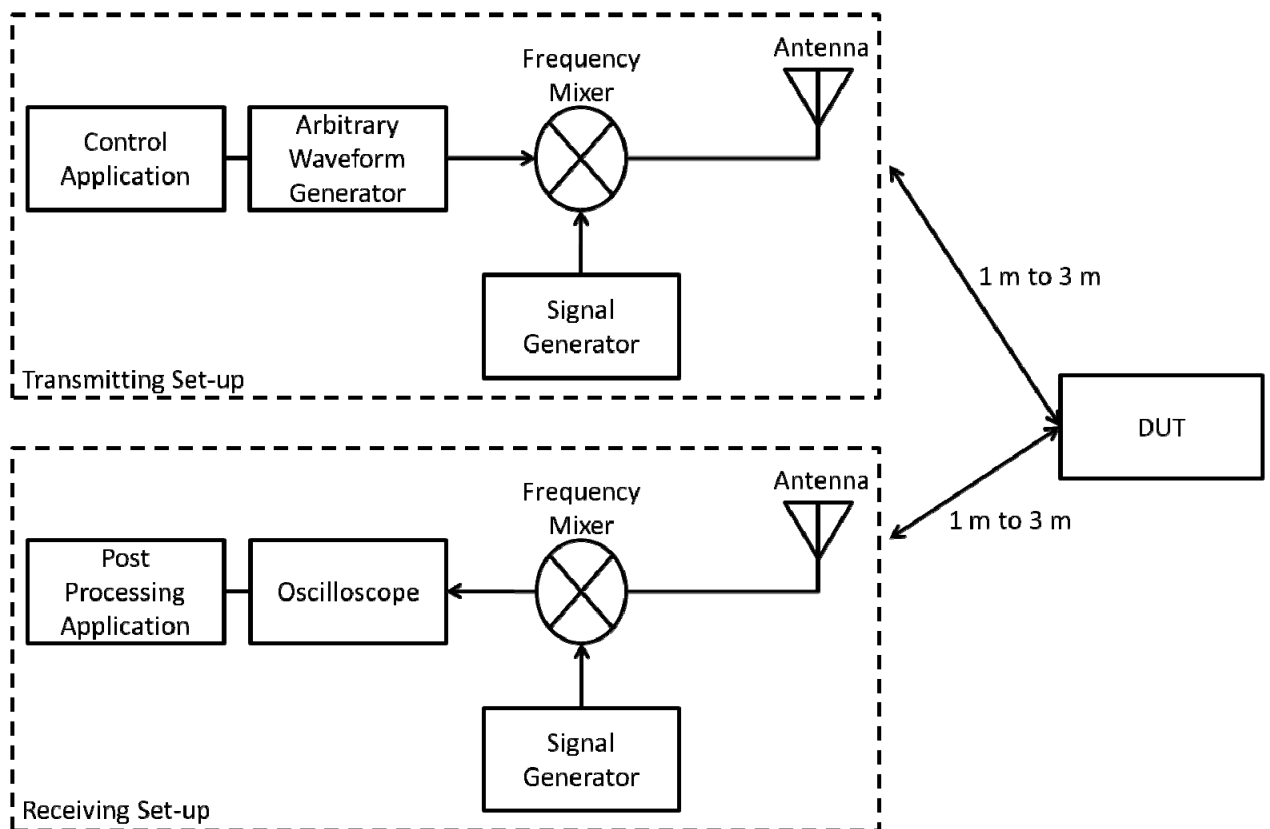 Antenna
Frequency
Mixer
Control
Application
Arbitrary
Waveform
Generator
Signal
Generator
Transmitting Set-up
1 m to 3 m
DUT
Antenna
Frequency
Mixer
1 m to 3 m
Post
Processing
Application
Oscilloscope
Signal
Generator
Receiving Set-up